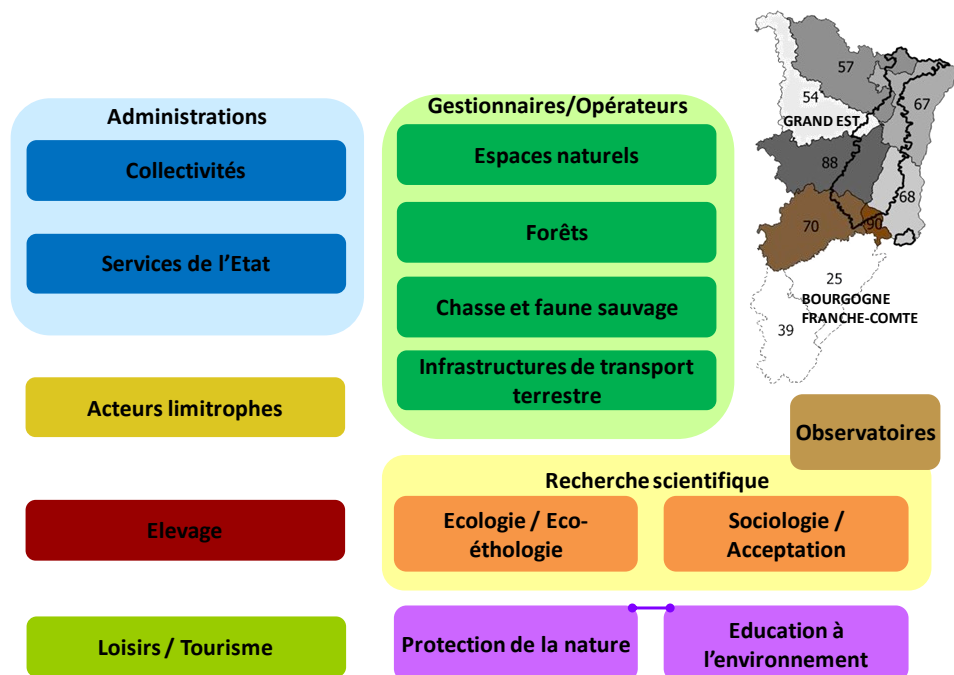 Administrations
Collectivités
Services de l'Etat
Acteurs limitrophes
Elevage
Loisirs / Tourisme
Gestionnaires/Opérateurs
Espaces naturels
Forêts
Chasse et faune sauvage
Infrastructures de transport
terrestre
Observatoires
Recherche scientifique
Ecologie / Eco-
éthologie
Sociologie /
Acceptation
Protection de la nature
Education à
l'environnement
57
54
67
GRAND EST
88
68
70
90
25
BOURGOGNE
FRANCHE-COMTE
39